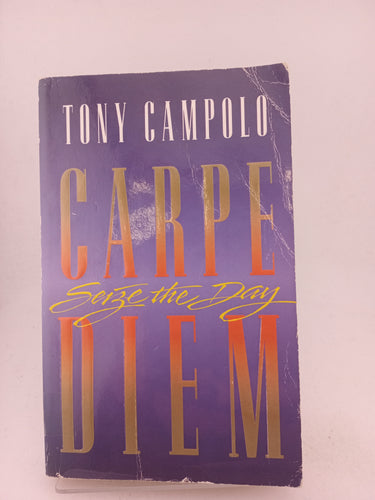 TONY CAMPOLO
CARPE
Seize the Day
DIEM